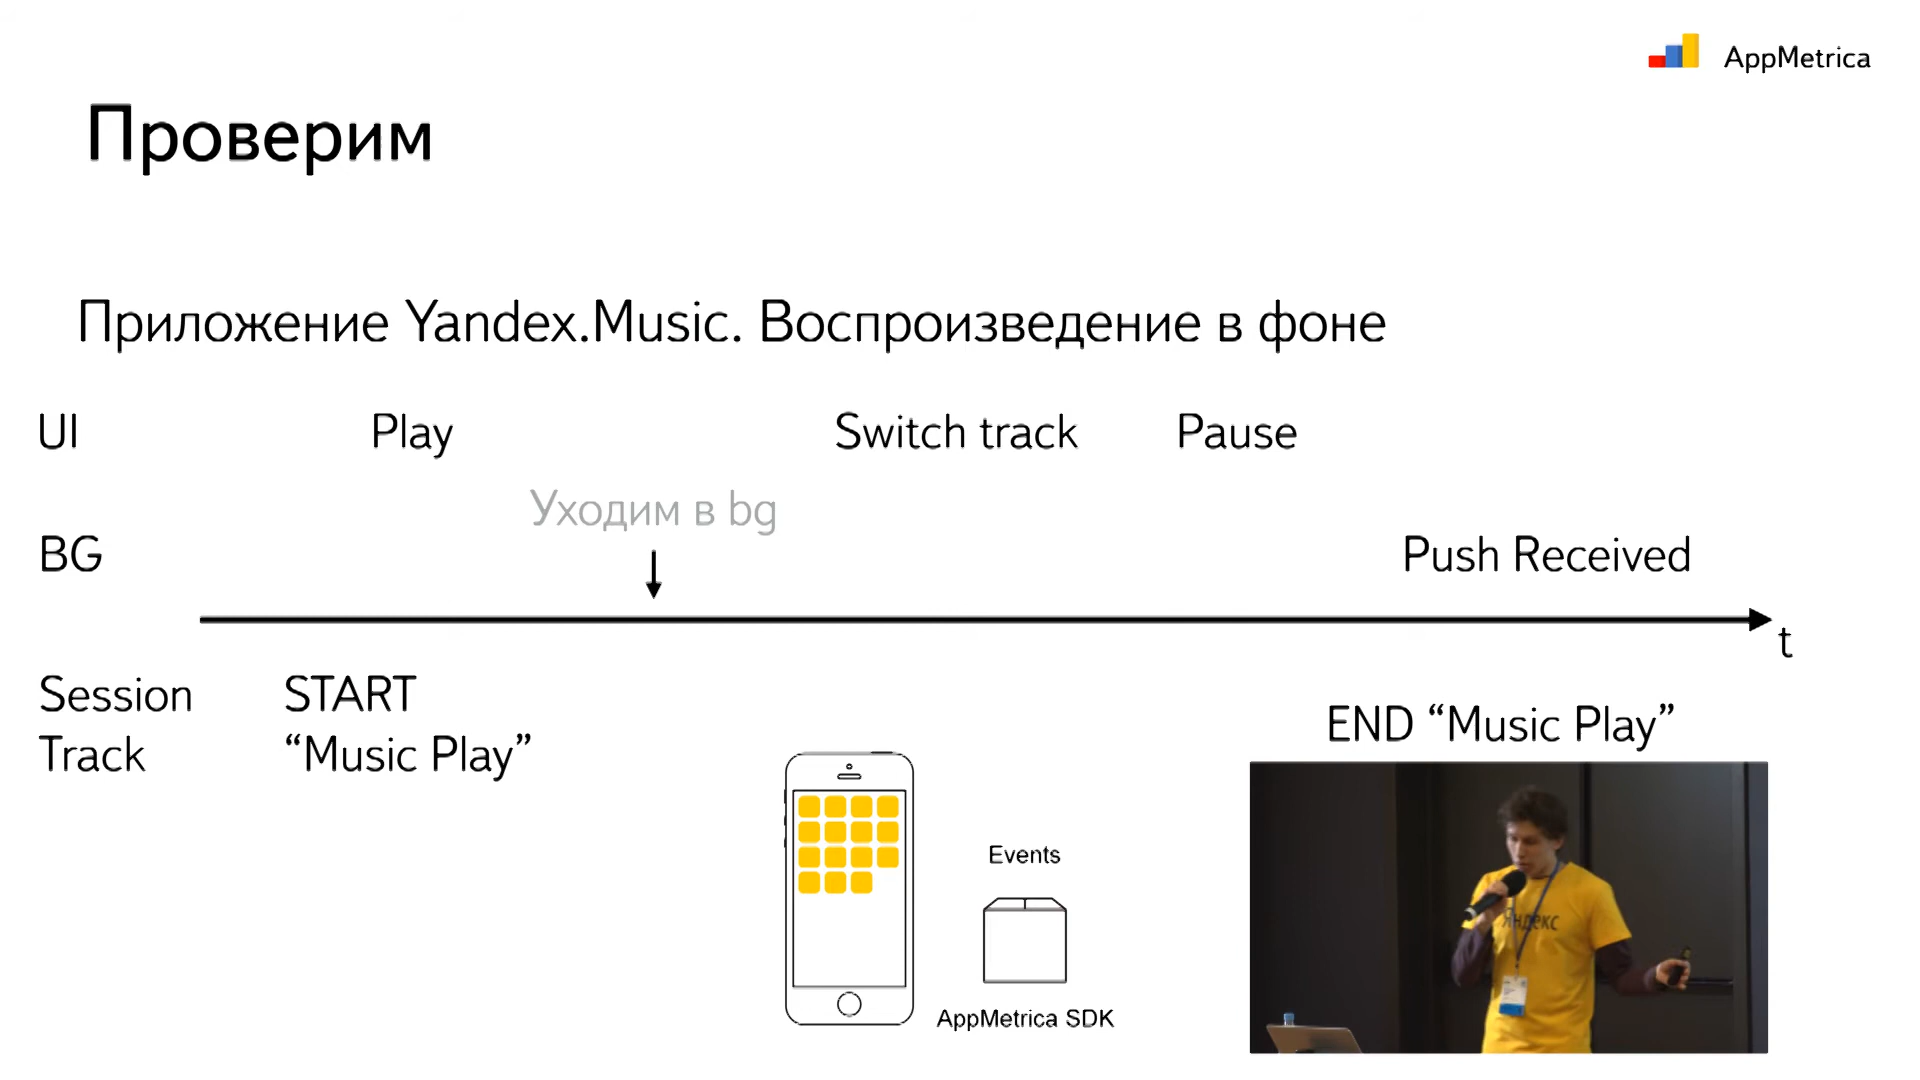 AppMetrica
Проверим
Приложение Yandex.Music. Воспроизведение в фоне
UI Play Switch track Pause
Уходим в bg
BG Push Received
t
Session START
Track “Music Play”
END “Music Play”
Events
AppMetrica SDK
Яндекс